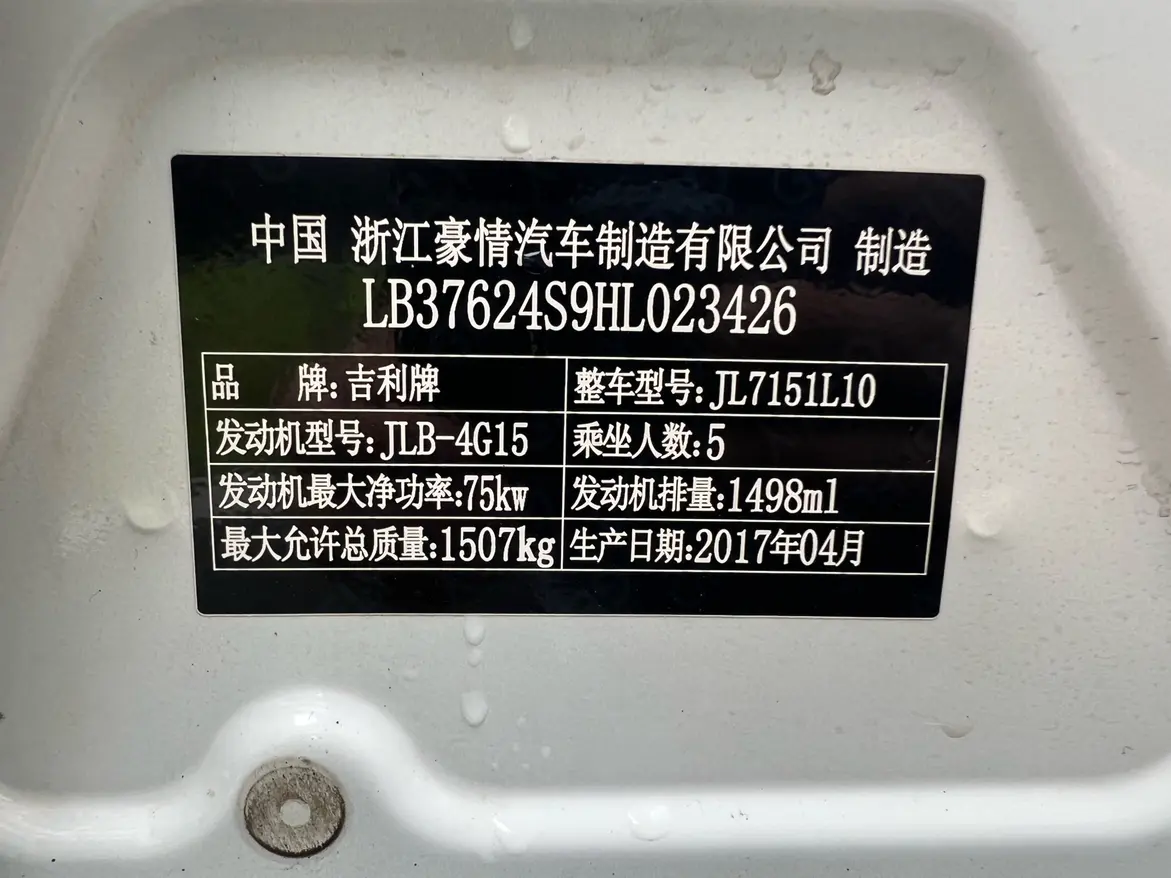 中国 浙江豪情汽车制造有限公司 制造
LB37624S9HL023426
品 牌:吉利牌 整车型号:JL7151L10
发动机型号:JLB-4G15 乘坐人数:5
发动机最大净功率:75kw 发动机排量:1498ml
最大允许总质量:1507kg 生产日期:2017年04月